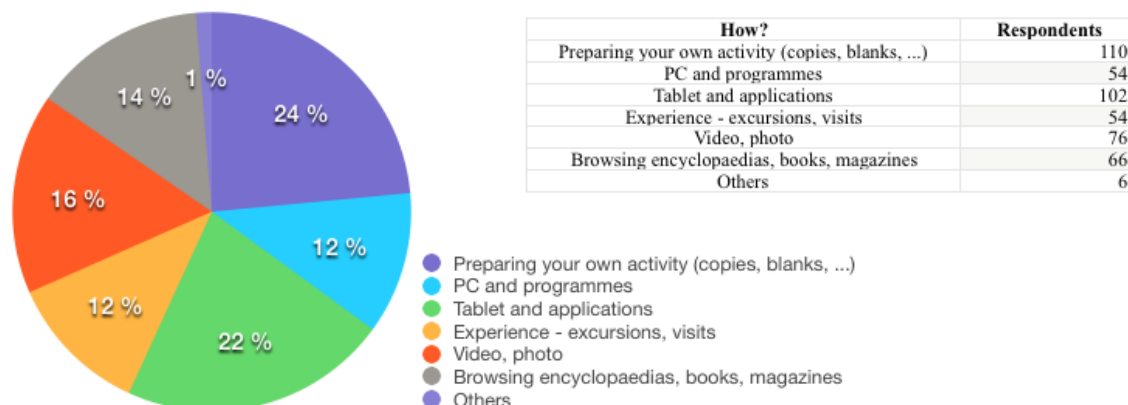 How? Respondents
Preparing your own activity (copies, blanks, ...) 110
PC and programmes 54
Tablet and applications 102
Experience - excursions, visits 54
Video, photo 76
Browsing encyclopaedias, books, magazines 66
Others 6
1 %
14 %
24 %
16 %
12 %
12 %
22 %
Preparing your own activity (copies, blanks, ...)
PC and programmes
Tablet and applications
Experience - excursions, visits
Video, photo
Browsing encyclopaedias, books, magazines
Others